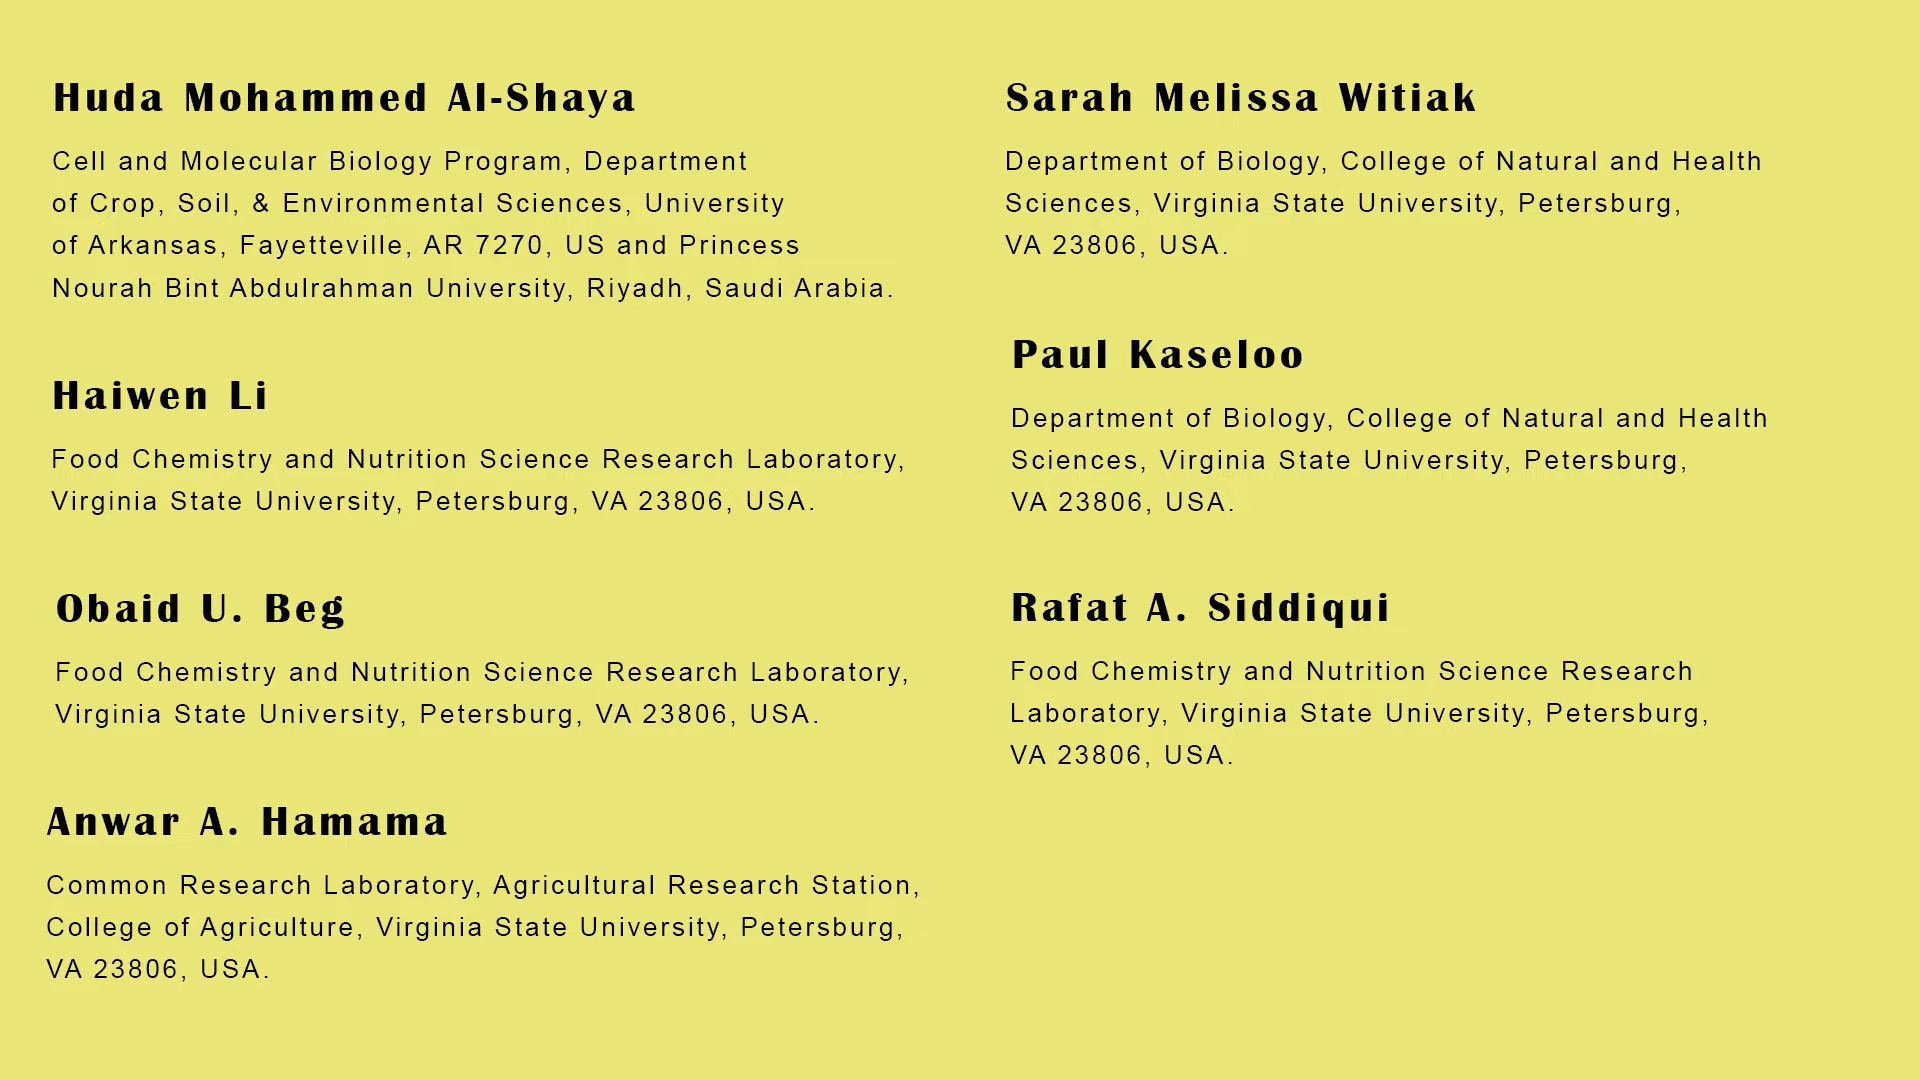 Huda Mohammed Al-Shaya
Cell and Molecular Biology Program, Department
of Crop, Soil, & Environmental Sciences, University
of Arkansas, Fayetteville, AR 7270, US and Princess
Nourah Bint Abdulrahman University, Riyadh, Saudi Arabia.
Haiwen Li
Food Chemistry and Nutrition Science Research Laboratory,
Virginia State University, Petersburg, VA 23806, USA.
Obaid U. Beg
Food Chemistry and Nutrition Science Research Laboratory,
Virginia State University, Petersburg, VA 23806, USA.
Anwar A. Hamama
Common Research Laboratory, Agricultural Research Station,
College of Agriculture, Virginia State University, Petersburg,
VA 23806, USA.
Sarah Melissa Witiak
Department of Biology, College of Natural and Health
Sciences, Virginia State University, Petersburg,
VA 23806, USA.
Paul Kaseloo
Department of Biology, College of Natural and Health
Sciences, Virginia State University, Petersburg,
VA 23806, USA.
Rafat A. Siddiqui
Food Chemistry and Nutrition Science Research
Laboratory, Virginia State University, Petersburg,
VA 23806, USA.